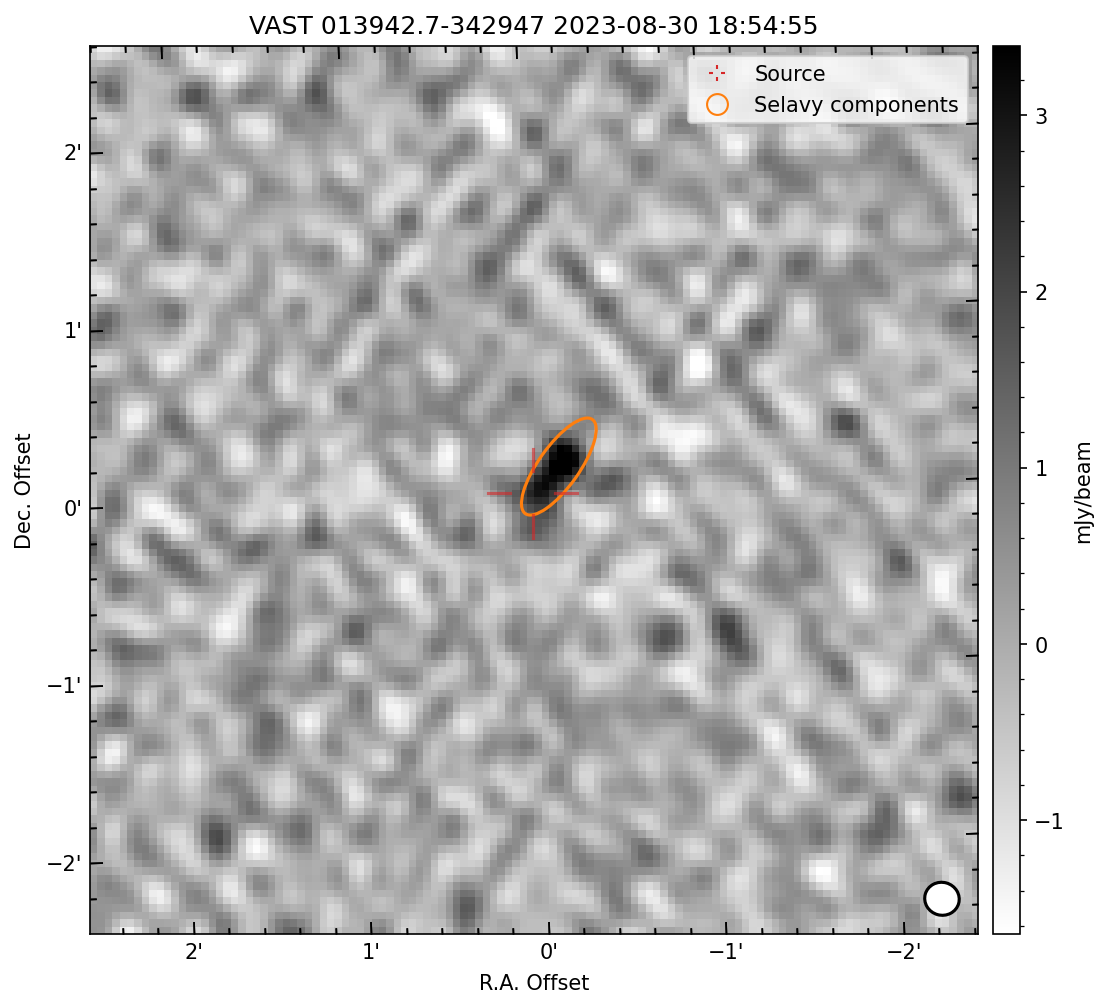 VAST 013942.7-342947 2023-08-30 18:54:55
Source
Selavy components
2'
1'
0'
−1'
−2'
Dec. Offset
2'
1'
0'
−1'
−2'
R.A. Offset
3
2
1
0
−1
mJy/beam